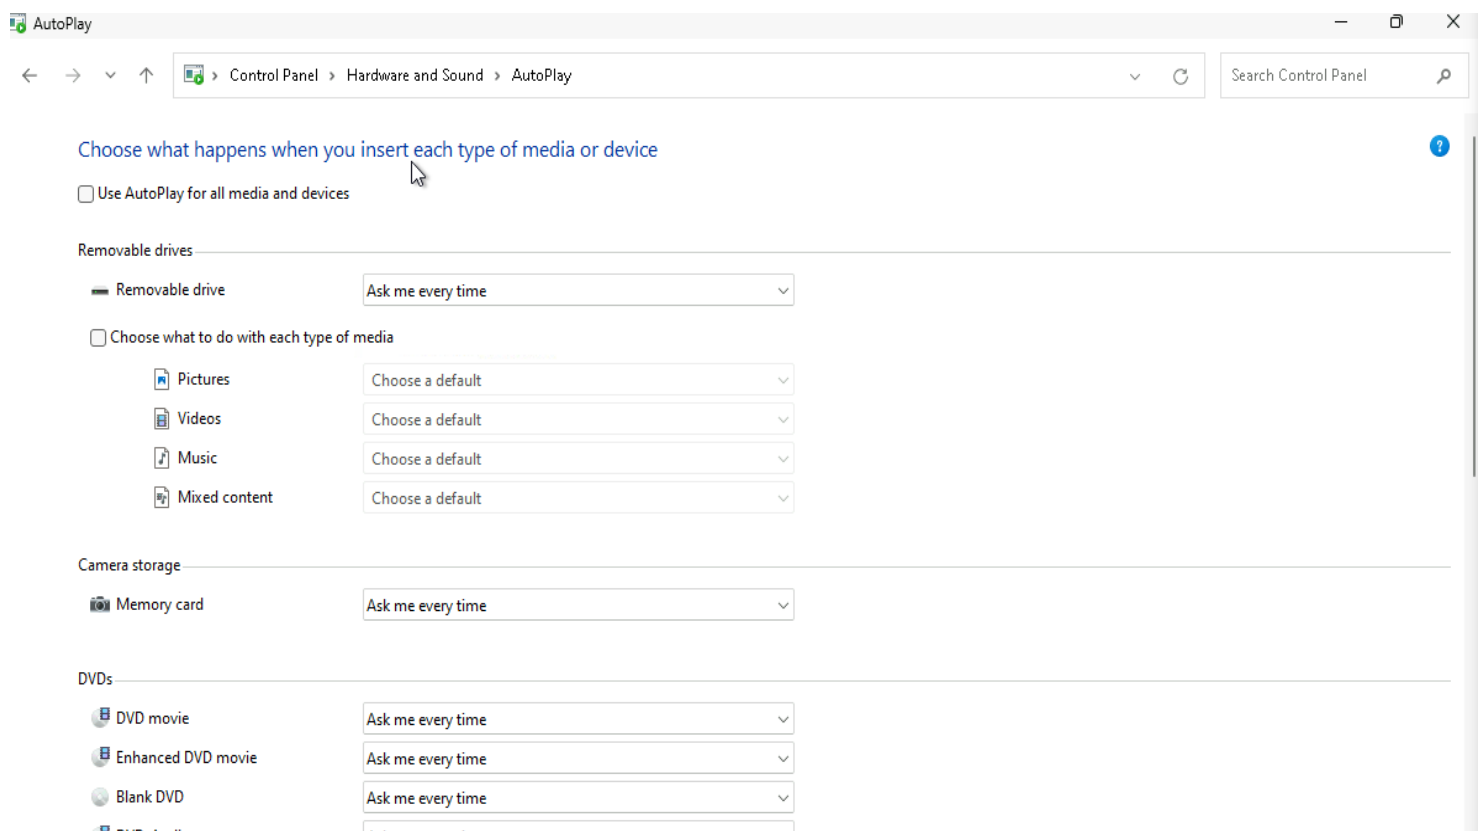 AutoPlay
Control Panel > Hardware and Sound > AutoPlay
Search Control Panel
Choose what happens when you insert each type of media or device
?
Use AutoPlay for all media and devices
Removable drives
Removable drive Ask me every time
Choose what to do with each type of media
Pictures Choose a default
Videos Choose a default
Music Choose a default
Mixed content Choose a default
Camera storage
Memory card Ask me every time
DVDs
DVD movie Ask me every time
Enhanced DVD movie Ask me every time
Blank DVD Ask me every time